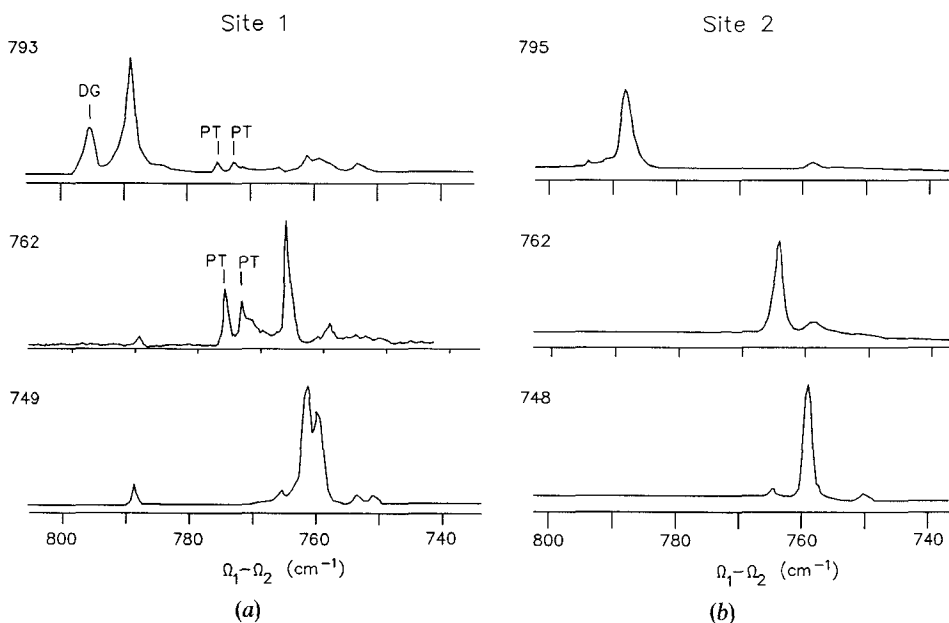 Site 1
793
DG
PT
PT
762
PT
PT
749
800
780
760
740
Ω₁−Ω₂ (cm⁻¹)
(a)
Site 2
795
762
748
800
780
760
740
Ω₁−Ω₂ (cm⁻¹)
(b)